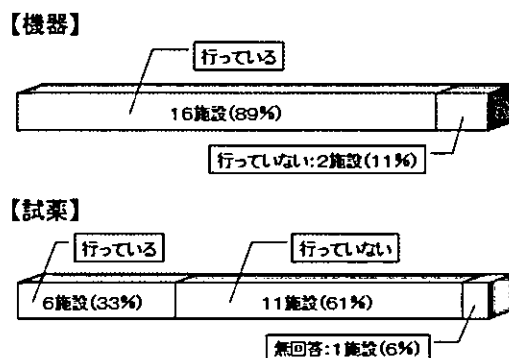 【機器】
行っている
16施設(89%)
行っていない:2施設(11%)
【試薬】
行っている
行っていない
6施設(33%)
11施設(61%)
無回答:1施設(6%)